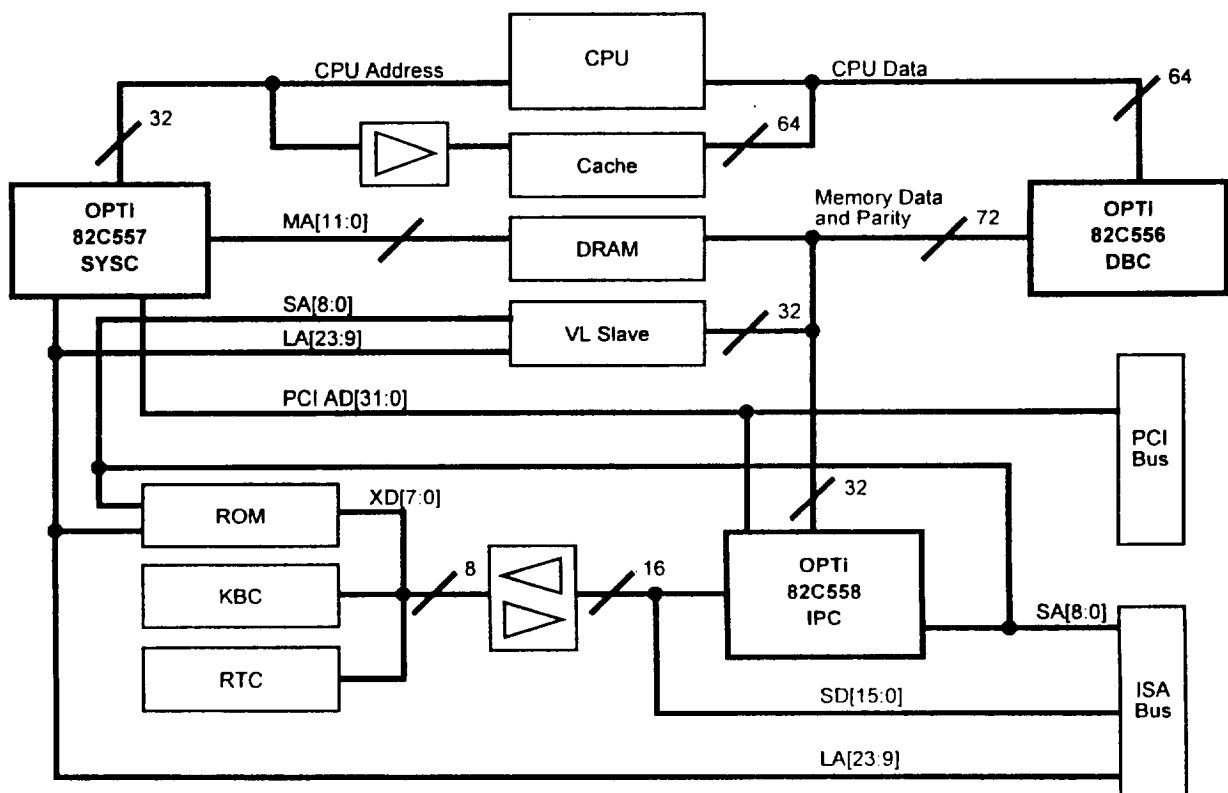 CPU
CPU Address
CPU Data
64
32
64
Cache
OPTi
82C557
SYSC
MA[11:0]
DRAM
Memory Data
and Parity
72
OPTi
82C556
DBC
SA[8:0]
LA[23:9]
VL Slave
32
PCI AD[31:0]
PCI
Bus
ROM
XD[7:0]
32
KBC
8
16
OPTi
82C558
IPC
RTC
SA[8:0]
SD[15:0]
ISA
Bus
LA[23:9]